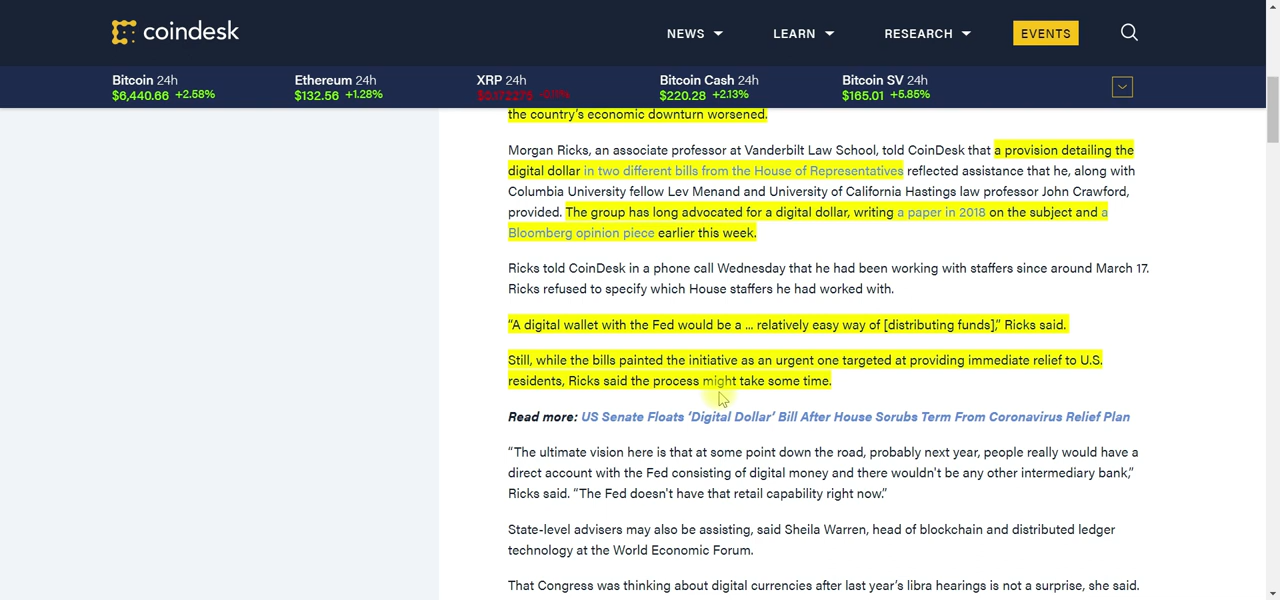 coindesk
NEWS
LEARN
RESEARCH
EVENTS
Bitcoin 24h
$6,440.66 +2.58%
Ethereum 24h
$132.56 +1.28%
XRP 24h
$0.172275 -0.11%
Bitcoin Cash 24h
$220.28 +2.13%
Bitcoin SV 24h
$165.01 +5.85%
the country's economic downturn worsened.
Morgan Ricks, an associate professor at Vanderbilt Law School, told CoinDesk that a provision detailing the
digital dollar in two different bills from the House of Representatives reflected assistance that he, along with
Columbia University fellow Lev Menand and University of California Hastings law professor John Crawford,
provided. The group has long advocated for a digital dollar, writing a paper in 2018 on the subject and a
Bloomberg opinion piece earlier this week.
Ricks told CoinDesk in a phone call Wednesday that he had been working with staffers since around March 17.
Ricks refused to specify which House staffers he had worked with.
“A digital wallet with the Fed would be a ... relatively easy way of [distributing funds],” Ricks said.
Still, while the bills painted the initiative as an urgent one targeted at providing immediate relief to U.S.
residents, Ricks said the process might take some time.
Read more: US Senate Floats ‘Digital Dollar’ Bill After House Scrubs Term From Coronavirus Relief Plan
“The ultimate vision here is that at some point down the road, probably next year, people really would have a
direct account with the Fed consisting of digital money and there wouldn't be any other intermediary bank,”
Ricks said. “The Fed doesn't have that retail capability right now.”
State-level advisers may also be assisting, said Sheila Warren, head of blockchain and distributed ledger
technology at the World Economic Forum.
That Congress was thinking about digital currencies after last year's libra hearings is not a surprise, she said.